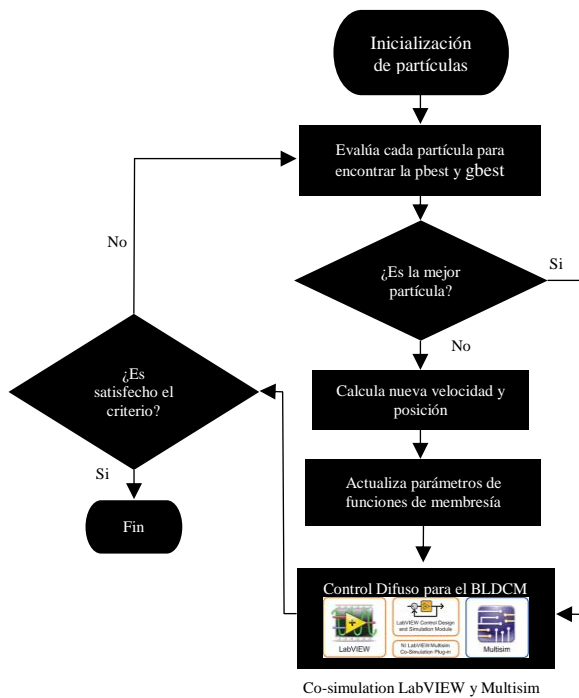 Inicialización
de partículas
Evalúa cada partícula para
encontrar la pbest y gbest
¿Es la mejor
partícula?
Si
No
Calcula nueva velocidad y
posición
Actualiza parámetros de
funciones de membresía
Control Difuso para el BLDCM
LabVIEW
LabVIEW Control Design
and Simulation Module
NI LabVIEW Multisim
Co-Simulation Plug-in
Multisim
Co-simulation LabVIEW y Multisim
No
¿Es
satisfecho el
criterio?
Si
Fin